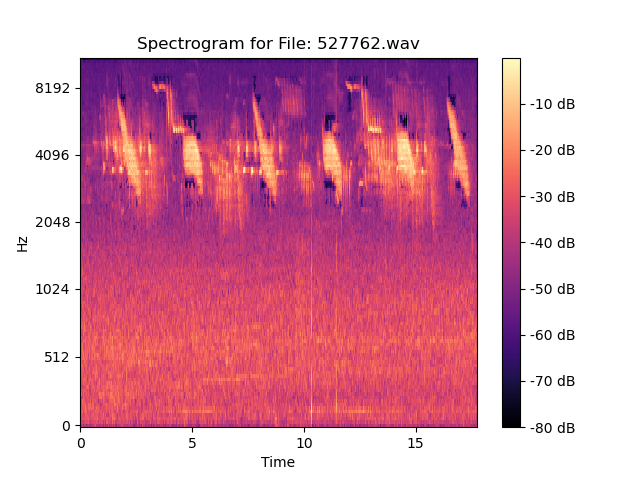 Spectrogram for File: 527762.wav
8192
4096
2048
1024
512
0
Hz
0 5 10 15
Time
-10 dB
-20 dB
-30 dB
-40 dB
-50 dB
-60 dB
-70 dB
-80 dB